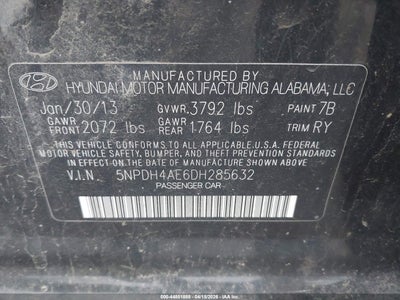 MANUFACTURED BY
HYUNDAI MOTOR MANUFACTURING ALABAMA, LLC
Jan/30/13 GVWR 3792 lbs PAINT 7B
GAWR FRONT 2072 lbs GAWR REAR 1764 lbs TRIM RY
THIS VEHICLE CONFORMS TO ALL APPLICABLE U.S.A. FEDERAL
MOTOR VEHICLE SAFETY, BUMPER, AND THEFT PREVENTION
STANDARDS IN EFFECT ON THE DATE OF MANUFACTURE SHOWN ABOVE.
V.I.N. 5NPDH4AE6DH285632
PASSENGER CAR